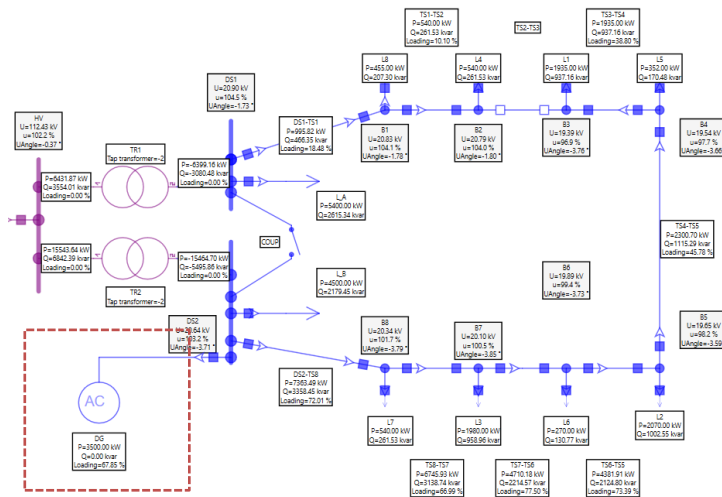 TS1-TS2
P=540.00 kW
Q=261.53 kvar
Loading=10.10 %
TS2-TS3
TS3-TS4
P=1935.00 kW
Q=937.16 kvar
Loading=38.80 %
L8
P=455.00 kW
Q=207.30 kvar
L4
P=540.00 kW
Q=261.53 kvar
L1
P=1935.00 kW
Q=937.16 kvar
L5
P=352.00 kW
Q=170.48 kvar
DS1
U=20.90 kV
u=104.5 %
UAngle=-1.73 °
HV
U=112.43 kV
u=102.2 %
UAngle=-0.37 °
DS1-TS1
P=995.82 kW
Q=466.35 kvar
Loading=18.48 %
B1
U=20.83 kV
u=104.1 %
UAngle=-1.78 °
B2
U=20.79 kV
u=104.0 %
UAngle=-1.80 °
B3
U=19.39 kV
u=96.9 %
UAngle=-3.76 °
B4
U=19.54 kV
u=97.7 %
UAngle=-3.66
TR1
Tap transformer=-2
P=6431.87 kW
Q=3554.01 kvar
Loading=0.00 %
P=-6399.16 kW
Q=-3080.48 kvar
Loading=0.00 %
L_A
P=5400.00 kW
Q=2615.34 kvar
COUP
TS4-TS5
P=2300.70 kW
Q=1115.29 kvar
Loading=45.78 %
P=15543.64 kW
Q=6842.39 kvar
Loading=0.00 %
P=-15464.70 kW
Q=-5495.86 kvar
Loading=0.00 %
TR2
Tap transformer=-2
L_B
P=4500.00 kW
Q=2179.45 kvar
B6
U=19.89 kV
u=99.4 %
UAngle=-3.73 °
DS2
U=20.64 kV
u=103.2 %
UAngle=-3.71 °
B8
U=20.34 kV
u=101.7 %
UAngle=-3.79 °
B7
U=20.10 kV
u=100.5 %
UAngle=-3.85 °
B5
U=19.65 kV
u=98.2 %
UAngle=-3.59
DS2-TS8
P=7363.49 kW
Q=3358.45 kvar
Loading=72.01 %
AC
DG
P=3500.00 kW
Q=0.00 kvar
Loading=67.85 %
L7
P=540.00 kW
Q=261.53 kvar
L3
P=1980.00 kW
Q=958.96 kvar
L6
P=270.00 kW
Q=130.77 kvar
L2
P=2070.00 kW
Q=1002.55 kvar
TS8-TS7
P=6745.93 kW
Q=3138.74 kvar
Loading=66.99 %
TS7-TS6
P=4710.18 kW
Q=2214.57 kvar
Loading=77.50 %
TS6-TS5
P=4381.91 kW
Q=2124.80 kvar
Loading=73.39 %